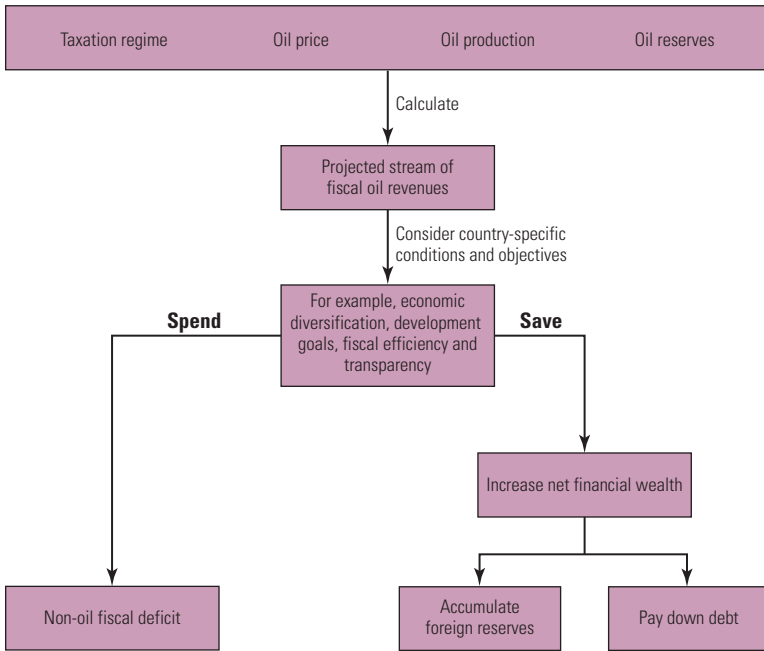 Taxation regime Oil price Oil production Oil reserves
Calculate
Projected stream of
fiscal oil revenues
Consider country-specific
conditions and objectives
For example, economic
diversification, development
goals, fiscal efficiency and
transparency
Spend
Save
Increase net financial wealth
Non-oil fiscal deficit
Accumulate
foreign reserves
Pay down debt